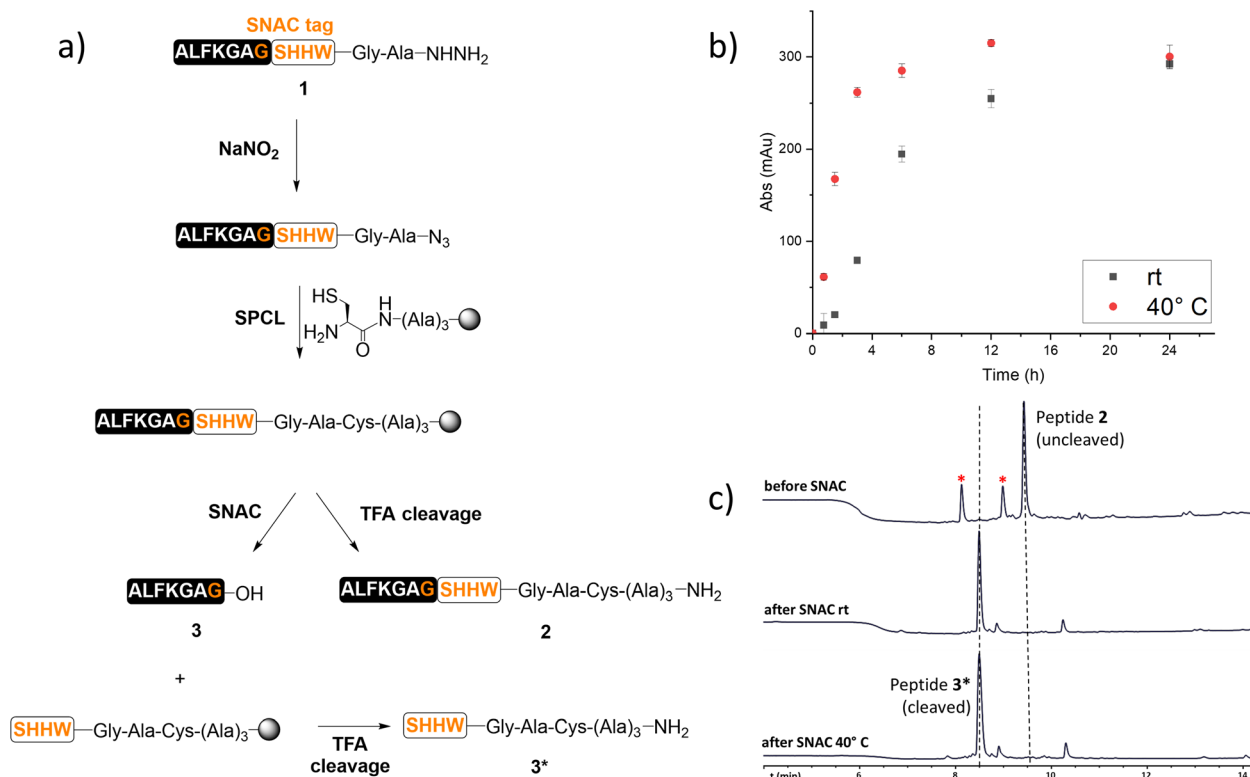 a)
SNAC tag
ALFKGAG SHHW Gly-Ala-NHNH2
1
NaNO2
ALFKGAG SHHW Gly-Ala-N3
SPCL
HS
H2N
O
H
N-(Ala)3
ALFKGAG SHHW Gly-Ala-Cys-(Ala)3
SNAC
TFA cleavage
ALFKGAG-OH
3
ALFKGAG SHHW Gly-Ala-Cys-(Ala)3-NH2
2
+
SHHW Gly-Ala-Cys-(Ala)3
TFA
cleavage
SHHW Gly-Ala-Cys-(Ala)3-NH2
3*
b)
Abs (mAu)
300
200
100
0
0 4 8 12 16 20 24
Time (h)
rt
40° C
c)
Peptide 2
(uncleaved)
before SNAC
* *
after SNAC rt
Peptide 3*
(cleaved)
after SNAC 40° C
t (min) 6 8 10 12 14